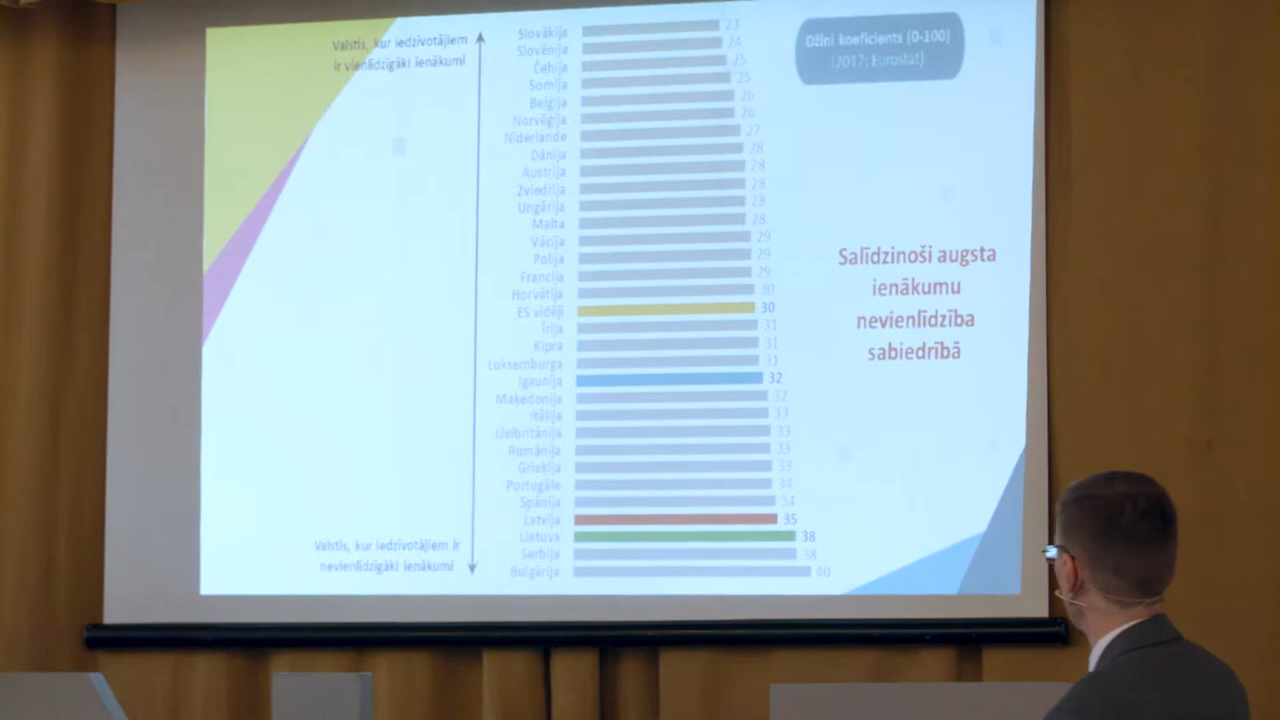 Valstis, kur iedzīvotājiem
ir vienlīdzīgāki ienākumi
Slovākija 23
Slovēnija 24
Čehija 25
Somija 25
Beļģija 26
Norvēģija 26
Nīderlande 27
Dānija 28
Austrija 28
Zviedrija 28
Ungārija 28
Malta 28
Vācija 29
Polija 29
Francija 29
Horvātija 30
ES vidēji 30
Īrija 31
Kipra 31
Luksemburga 31
Igaunija 32
Maķedonija 32
Itālija 33
Lielbritānija 33
Rumānija 33
Grieķija 33
Portugāle 34
Spānija 34
Latvija 35
Lietuva 38
Serbija 38
Bulgārija 40
Valstis, kur iedzīvotājiem ir
nevienlīdzīgāki ienākumi
Džini koeficients (0-100)
(2017; Eurostat)
Salīdzinoši augsta
ienākumu
nevienlīdzība
sabiedrībā